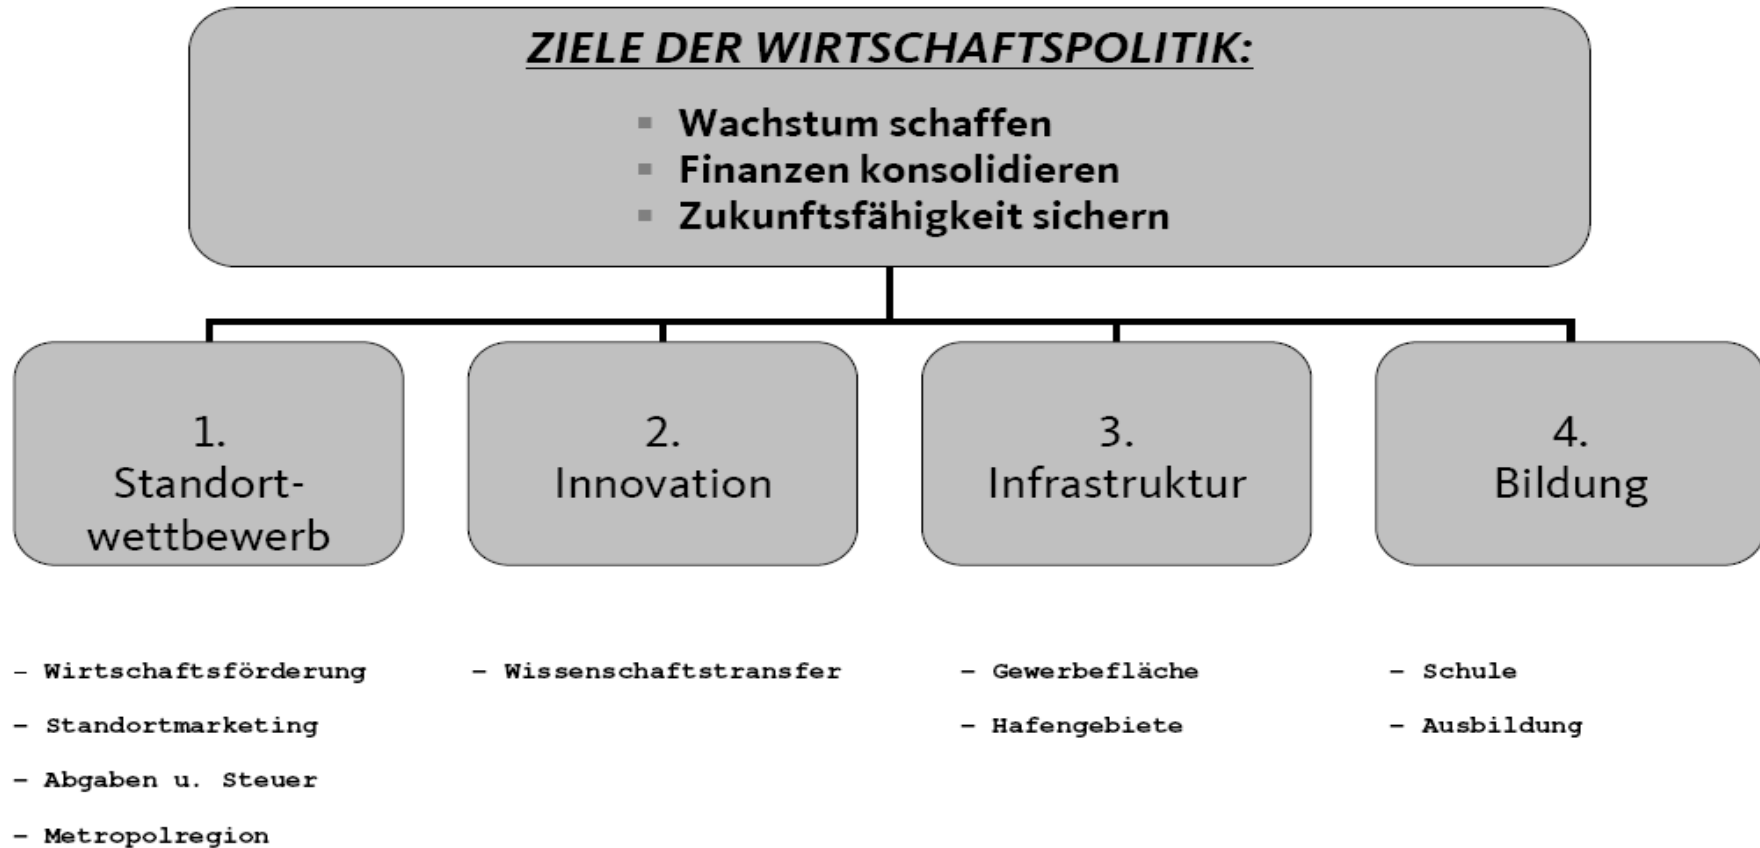 ZIELE DER WIRTSCHAFTSPOLITIK:
▪ Wachstum schaffen
▪ Finanzen konsolidieren
▪ Zukunftsfähigkeit sichern
1.
Standort-
wettbewerb
2.
Innovation
3.
Infrastruktur
4.
Bildung
– Wirtschaftsförderung
– Standortmarketing
– Abgaben u. Steuer
– Metropolregion
– Wissenschaftstransfer
– Gewerbefläche
– Hafengebiete
– Schule
– Ausbildung